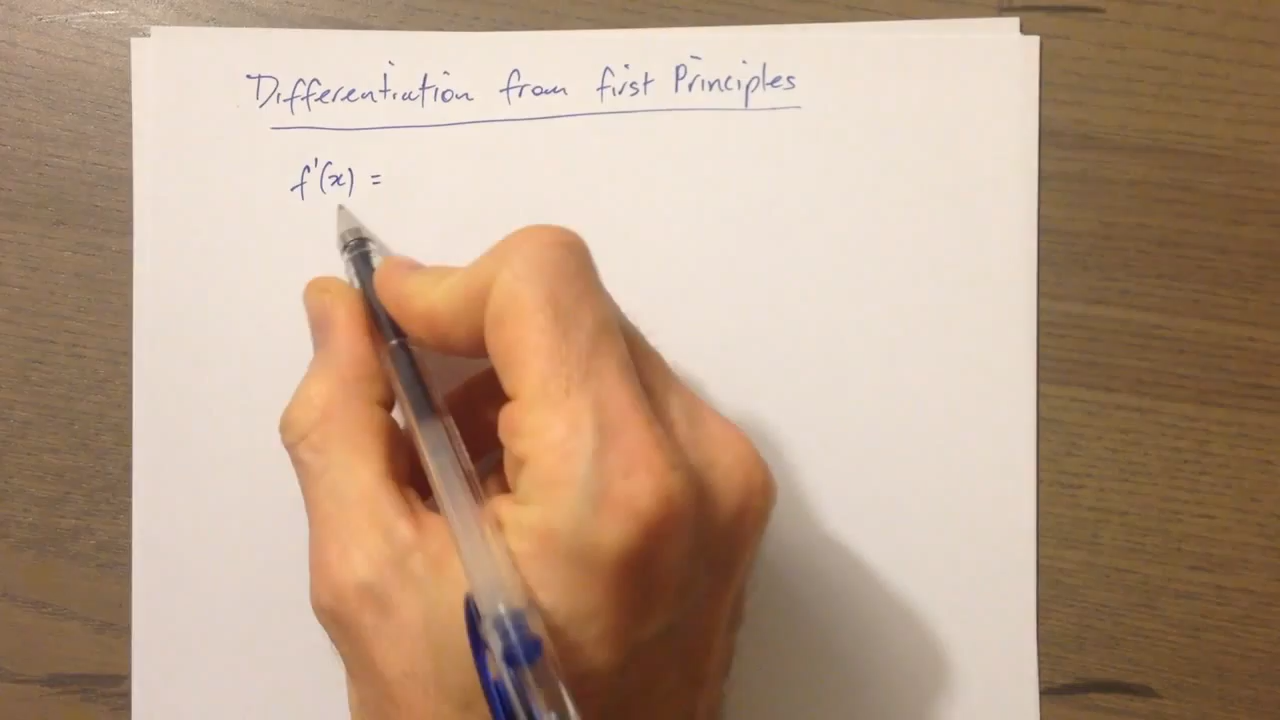 Differentiation from first Principles
f'(x) =